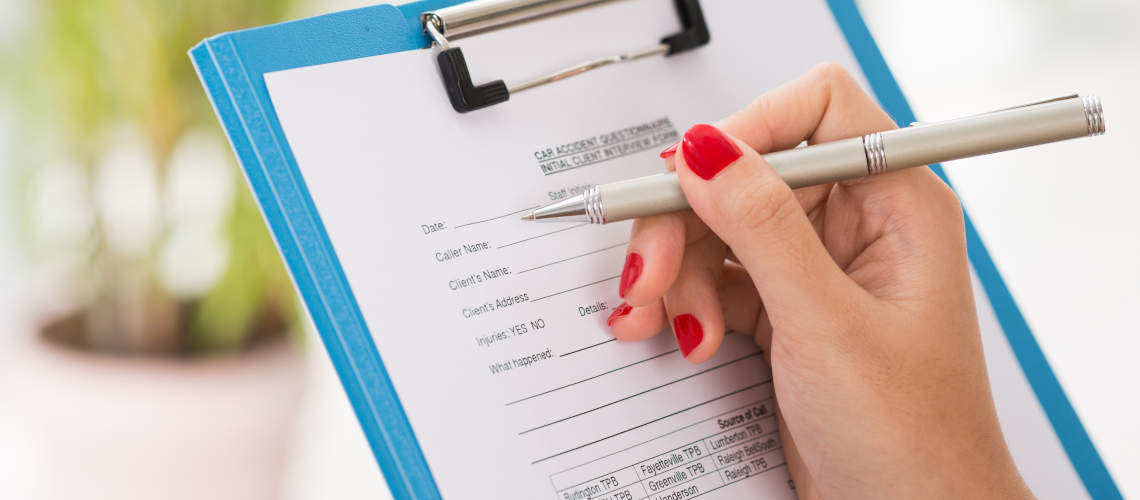 CAR ACCIDENT QUESTIONNAIRE
INITIAL CLIENT INTERVIEW FORM
Staff Initials
Date:
Caller Name:
Client's Name:
Client's Address
Injuries: YES NO Details:
What happened:
Source of Call
Burlington TPB Fayetteville TPB Lumberton TPB
Greenville TPB Raleigh BellSouth
Henderson Raleigh TPB